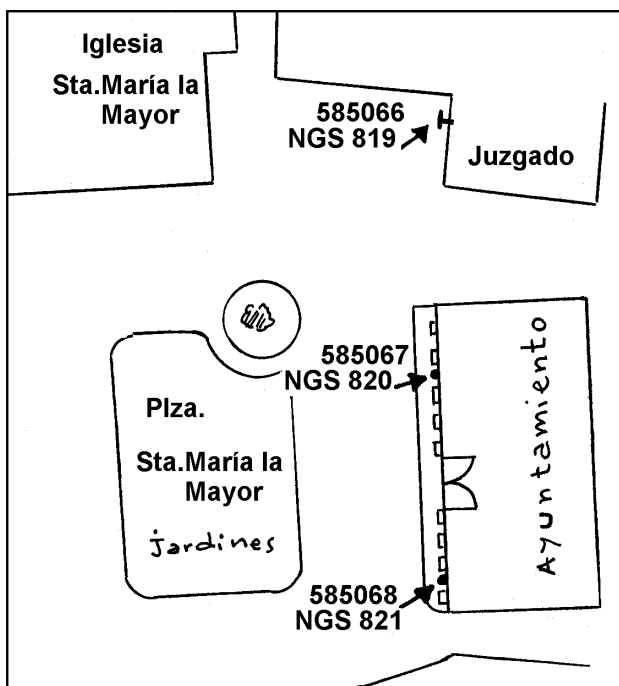 Iglesia
Sta.María la
Mayor
585066
NGS 819
Juzgado
585067
NGS 820
Plza.
Sta.María la
Mayor
jardines
Ayuntamiento
585068
NGS 821